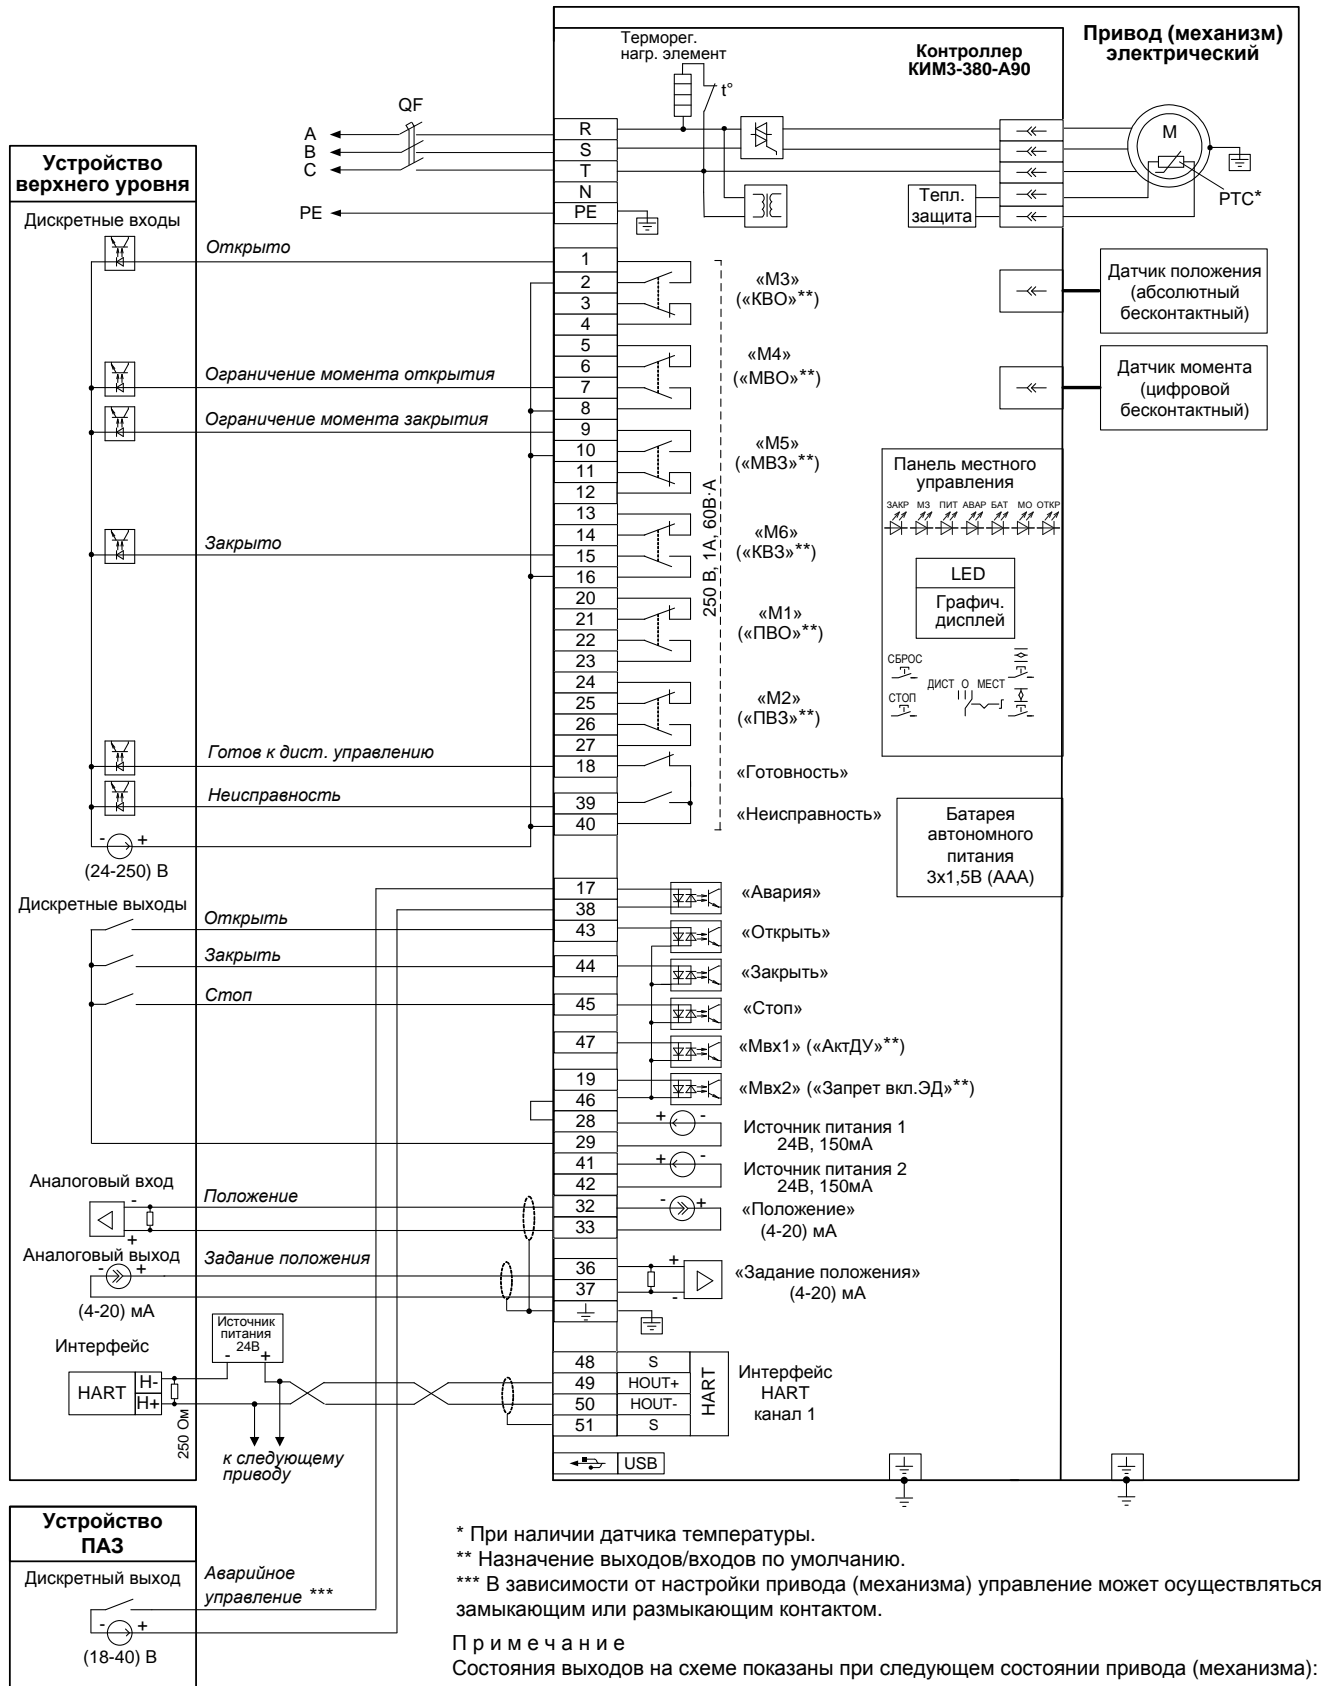 Привод (механизм)
электрический
Контроллер
КИМ3-380-А90
Терморег.
нагр. элемент
t°
QF
A
B
C
PE
R
S
T
N
PE
M
PTC*
Тепл.
защита
Устройство
верхнего уровня
Дискретные входы
Открыто
Ограничение момента открытия
Ограничение момента закрытия
Закрыто
Готов к дист. управлению
Неисправность
- +
(24-250) В
1
2
3
4
5
6
7
8
9
10
11
12
13
14
15
16
20
21
22
23
24
25
26
27
18
39
40
«М3»
(«КВО»**)
«М4»
(«МВО»**)
«М5»
(«МВЗ»**)
«М6»
(«КВЗ»**)
«М1»
(«ПВО»**)
«М2»
(«ПВЗ»**)
«Готовность»
«Неисправность»
250 В, 1А, 60В·А
Датчик положения
(абсолютный
бесконтактный)
Датчик момента
(цифровой
бесконтактный)
Панель местного
управления
ЗАКР МЗ ПИТ АВАР БАТ МО ОТКР
LED
Графич.
дисплей
СБРОС
СТОП
ДИСТ О МЕСТ
Батарея
автономного
питания
3х1,5В (ААА)
Дискретные выходы
Открыть
Закрыть
Стоп
17
38
43
44
45
47
19
46
28
29
41
42
32
33
36
37
«Авария»
«Открыть»
«Закрыть»
«Стоп»
«Мвх1» («АктДУ»**)
«Мвх2» («Запрет вкл.ЭД»**)
+ -
Источник питания 1
24В, 150мА
+ -
Источник питания 2
24В, 150мА
- +
«Положение»
(4-20) мА
+
-
«Задание положения»
(4-20) мА
Аналоговый вход
-
+
Положение
Аналоговый выход
- +
(4-20) мА
Задание положения
Интерфейс
HART
H-
H+
250 Ом
Источник
питания
24В
- +
к следующему
приводу
48 S
49 HOUT+
50 HOUT-
51 S
HART
Интерфейс
HART
канал 1
USB
Устройство
ПАЗ
Дискретный выход
- +
(18-40) В
Аварийное
управление ***
* При наличии датчика температуры.
** Назначение выходов/входов по умолчанию.
*** В зависимости от настройки привода (механизма) управление может осуществляться
замыкающим или размыкающим контактом.
П р и м е ч а н и е
Состояния выходов на схеме показаны при следующем состоянии привода (механизма):